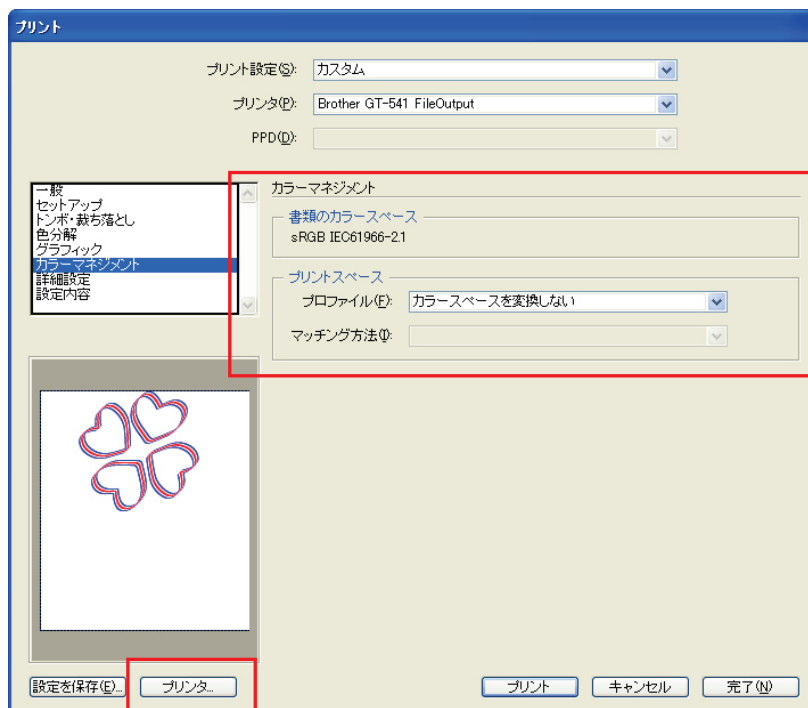 プリント
プリント設定(S): カスタム
プリンタ(P): Brother GT-541 FileOutput
PPD(D):
一般
セットアップ
トンボ・裁ち落とし
色分解
グラフィック
カラーマネジメント
詳細設定
設定内容
カラーマネジメント
書類のカラースペース
sRGB IEC61966-2.1
プリントスペース
プロファイル(F): カラースペースを変換しない
マッチング方法(I):
設定を保存(E)... プリンタ... プリント キャンセル 完了(N)